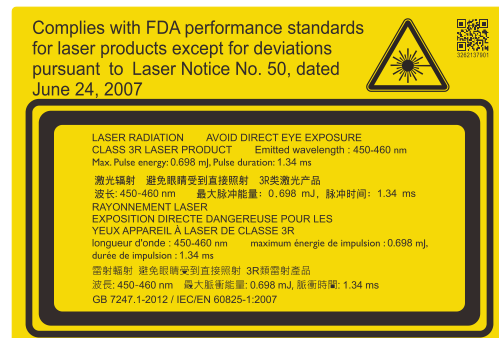 Complies with FDA performance standards
for laser products except for deviations
pursuant to Laser Notice No. 50, dated
June 24, 2007
3262137901
LASER RADIATION AVOID DIRECT EYE EXPOSURE
CLASS 3R LASER PRODUCT Emitted wavelength : 450-460 nm
Max. Pulse energy: 0.698 mJ, Pulse duration: 1.34 ms
激光辐射 避免眼睛受到直接照射 3R类激光产品
波长: 450-460 nm 最大脉冲能量: 0.698 mJ, 脉冲时间: 1.34 ms
RAYONNEMENT LASER
EXPOSITION DIRECTE DANGEREUSE POUR LES
YEUX APPAREIL À LASER DE CLASSE 3R
longueur d'onde : 450-460 nm maximum énergie de impulsion : 0.698 mJ,
durée de impulsion : 1.34 ms
雷射輻射 避免眼睛受到直接照射 3R類雷射產品
波長: 450-460 nm 最大脈衝能量: 0.698 mJ, 脈衝時間: 1.34 ms
GB 7247.1-2012 / IEC/EN 60825-1:2007